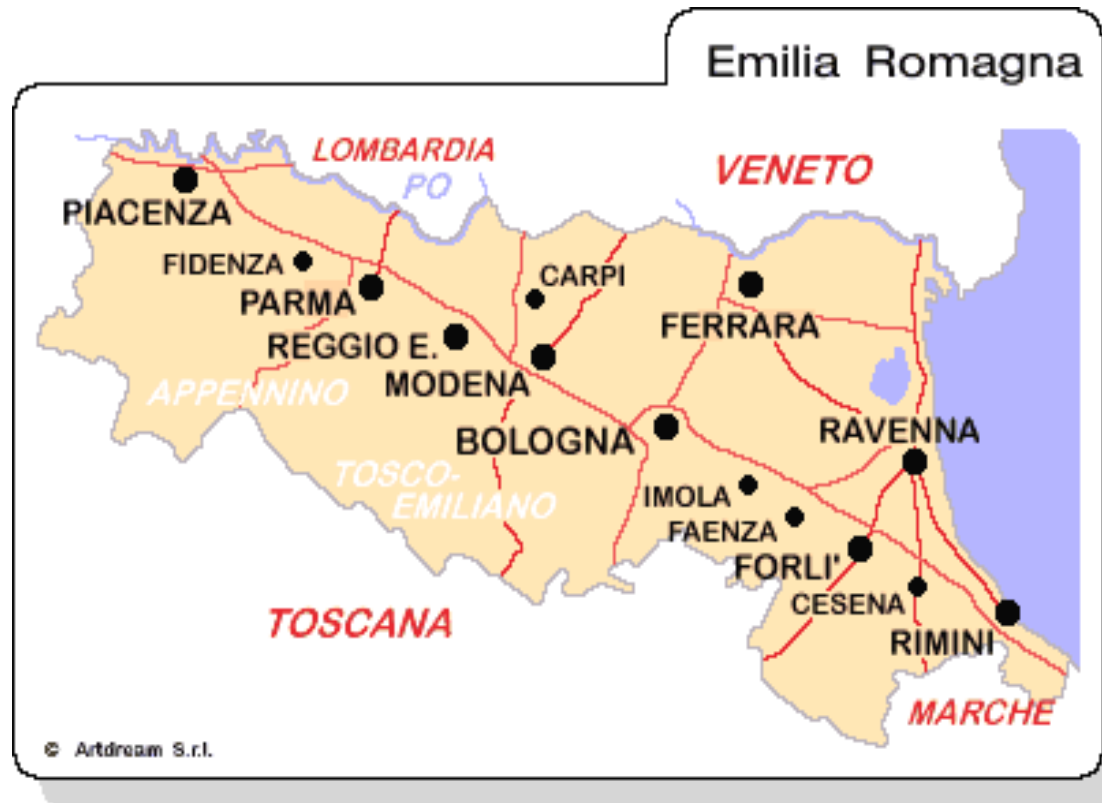 Emilia Romagna
LOMBARDIA
PO
VENETO
PIACENZA
FIDENZA
CARPI
PARMA
FERRARA
REGGIO E.
MODENA
APPENNINO
BOLOGNA
RAVENNA
TOSCO-
EMILIANO
IMOLA
FAENZA
FORLI'
CESENA
TOSCANA
RIMINI
MARCHE
© Artdream S.r.l.